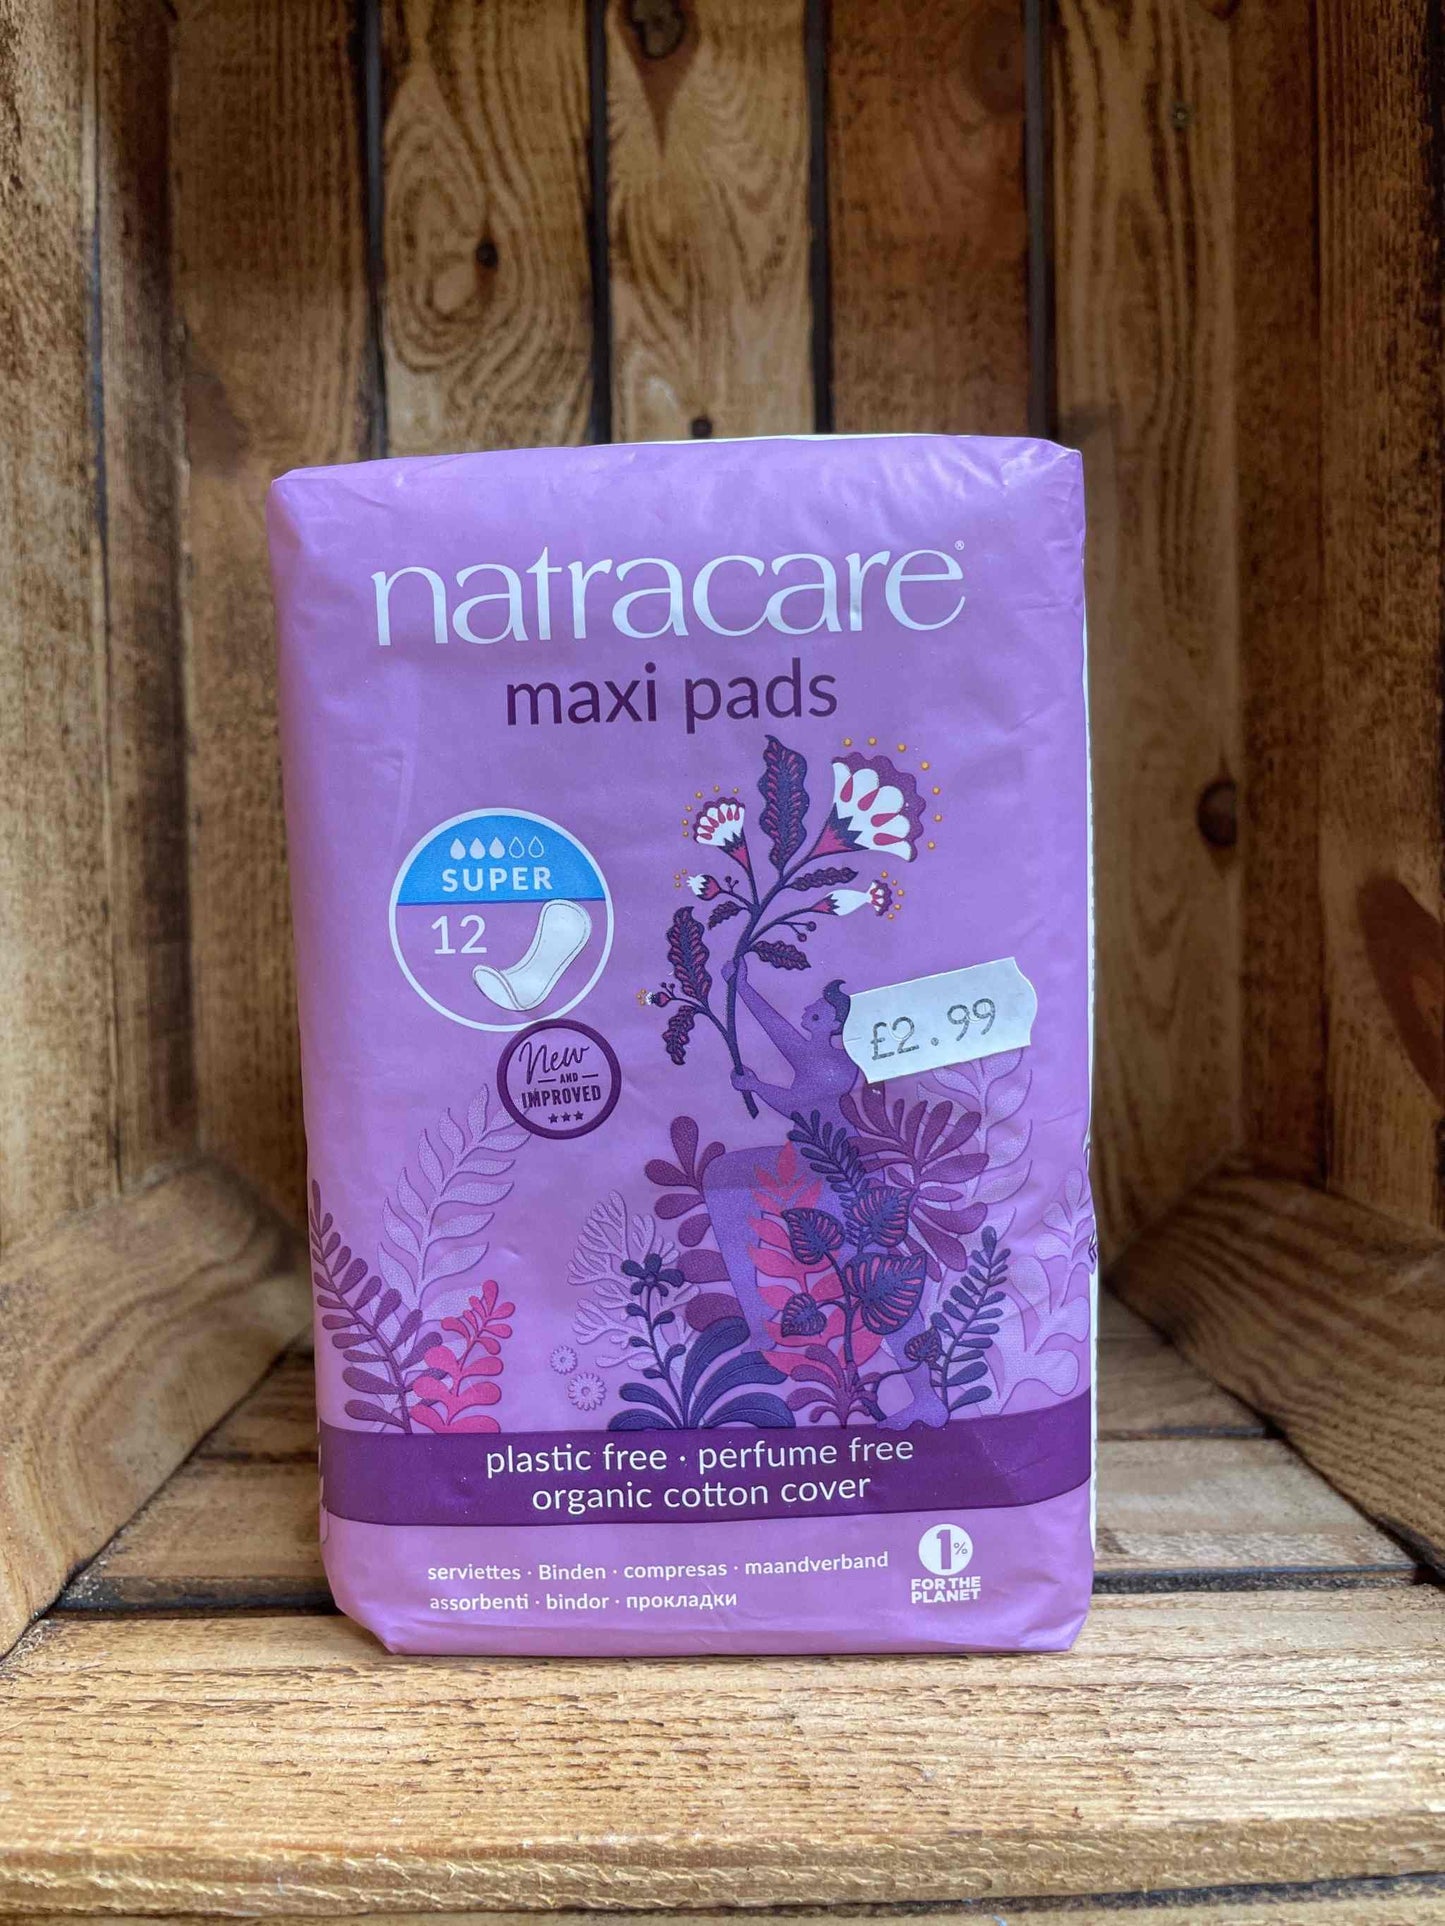 natracare®
maxi pads
SUPER
12
New
AND
IMPROVED
£2.99
plastic free · perfume free
organic cotton cover
serviettes · Binden · compresas · maandverband
assorbenti · bindor · прокладки
1%
FOR THE
PLANET